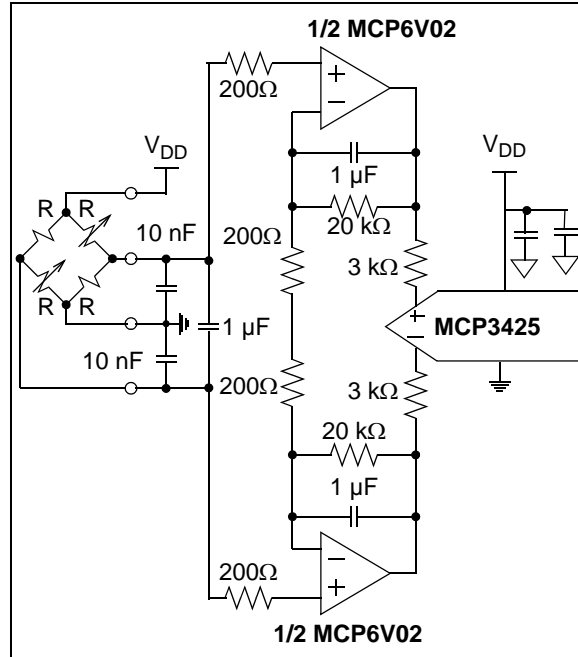 1/2 MCP6V02
+
−
200Ω
V_DD
1 µF
V_DD
R R
10 nF
20 kΩ
200Ω
3 kΩ
R R
+
−
MCP3425
10 nF
1 µF
200Ω
3 kΩ
20 kΩ
1 µF
200Ω
−
+
1/2 MCP6V02